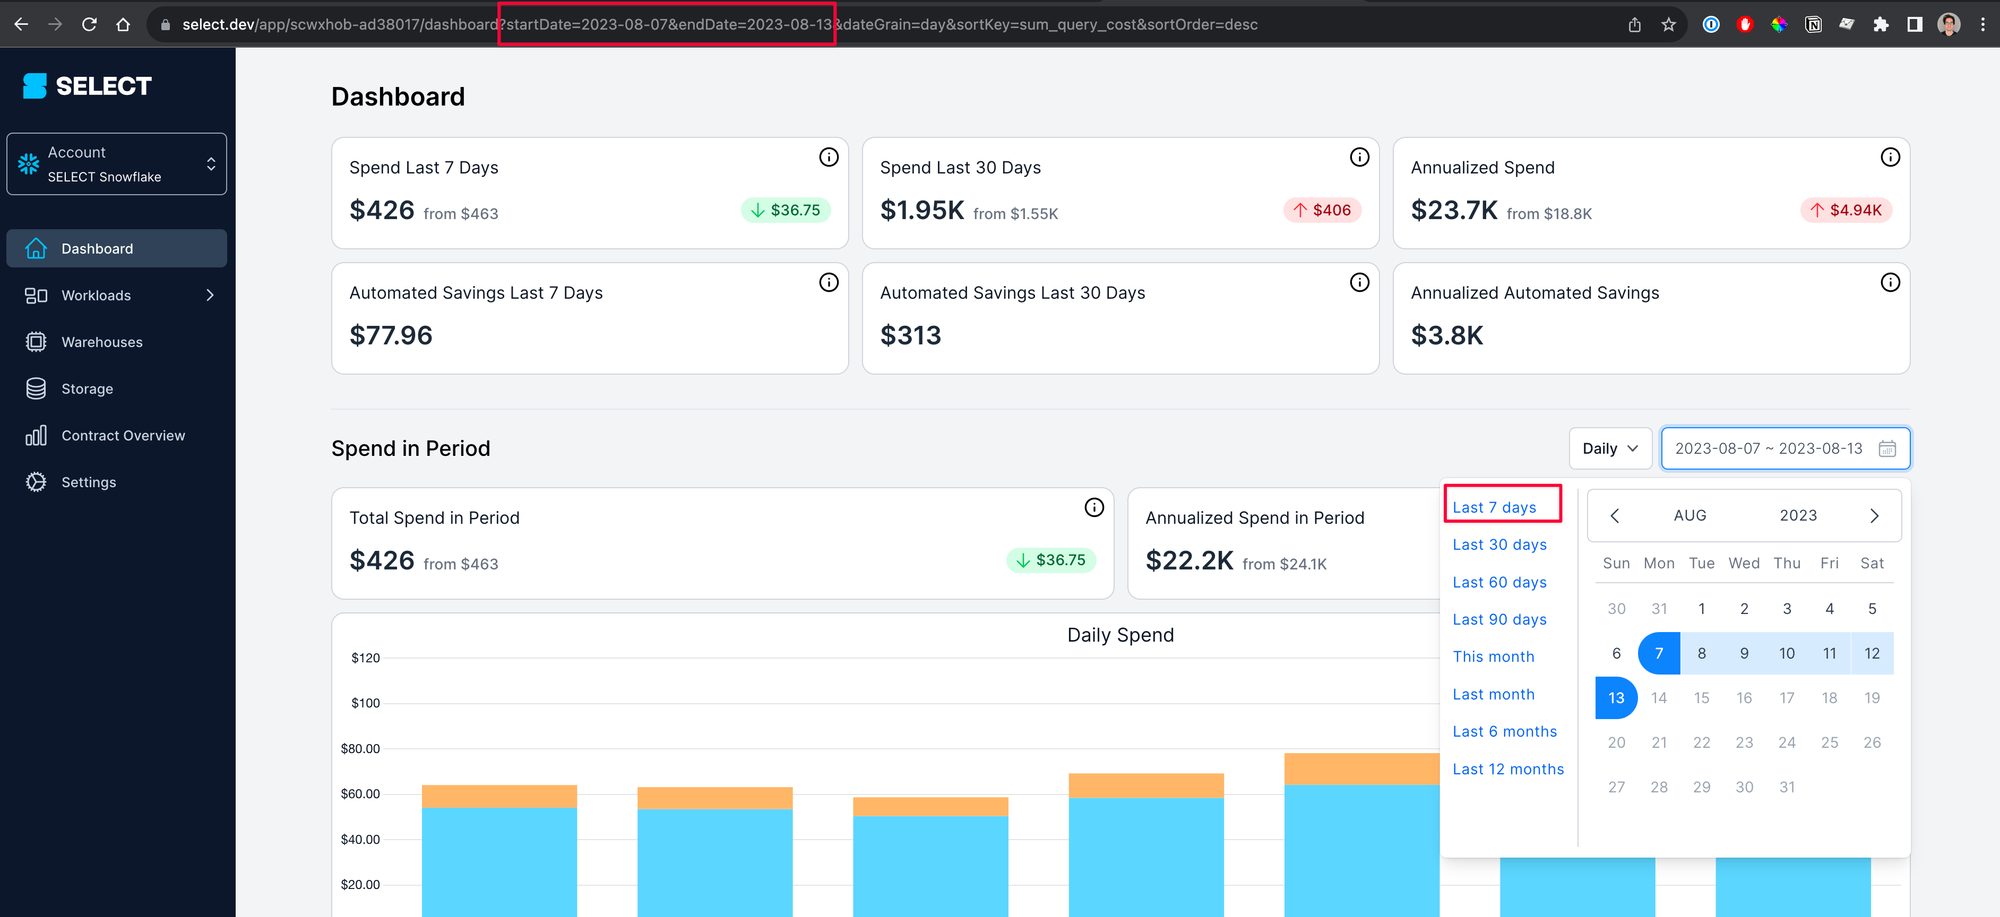 select.dev/app/scwxhob-ad38017/dashboard?startDate=2023-08-07&endDate=2023-08-13&dateGrain=day&sortKey=sum_query_cost&sortOrder=desc
SELECT
Account
SELECT Snowflake
Dashboard
Workloads
Warehouses
Storage
Contract Overview
Settings
Dashboard
Spend Last 7 Days
$426 from $463
$36.75
Spend Last 30 Days
$1.95K from $1.55K
$406
Annualized Spend
$23.7K from $18.8K
$4.94K
Automated Savings Last 7 Days
$77.96
Automated Savings Last 30 Days
$313
Annualized Automated Savings
$3.8K
Spend in Period
Daily
2023-08-07 ~ 2023-08-13
Total Spend in Period
$426 from $463
$36.75
Annualized Spend in Period
$22.2K from $24.1K
Last 7 days
Last 30 days
Last 60 days
Last 90 days
This month
Last month
Last 6 months
Last 12 months
AUG 2023
Sun Mon Tue Wed Thu Fri Sat
30 31 1 2 3 4 5
6 7 8 9 10 11 12
13 14 15 16 17 18 19
20 21 22 23 24 25 26
27 28 29 30 31
Daily Spend
$120
$100
$80.00
$60.00
$40.00
$20.00